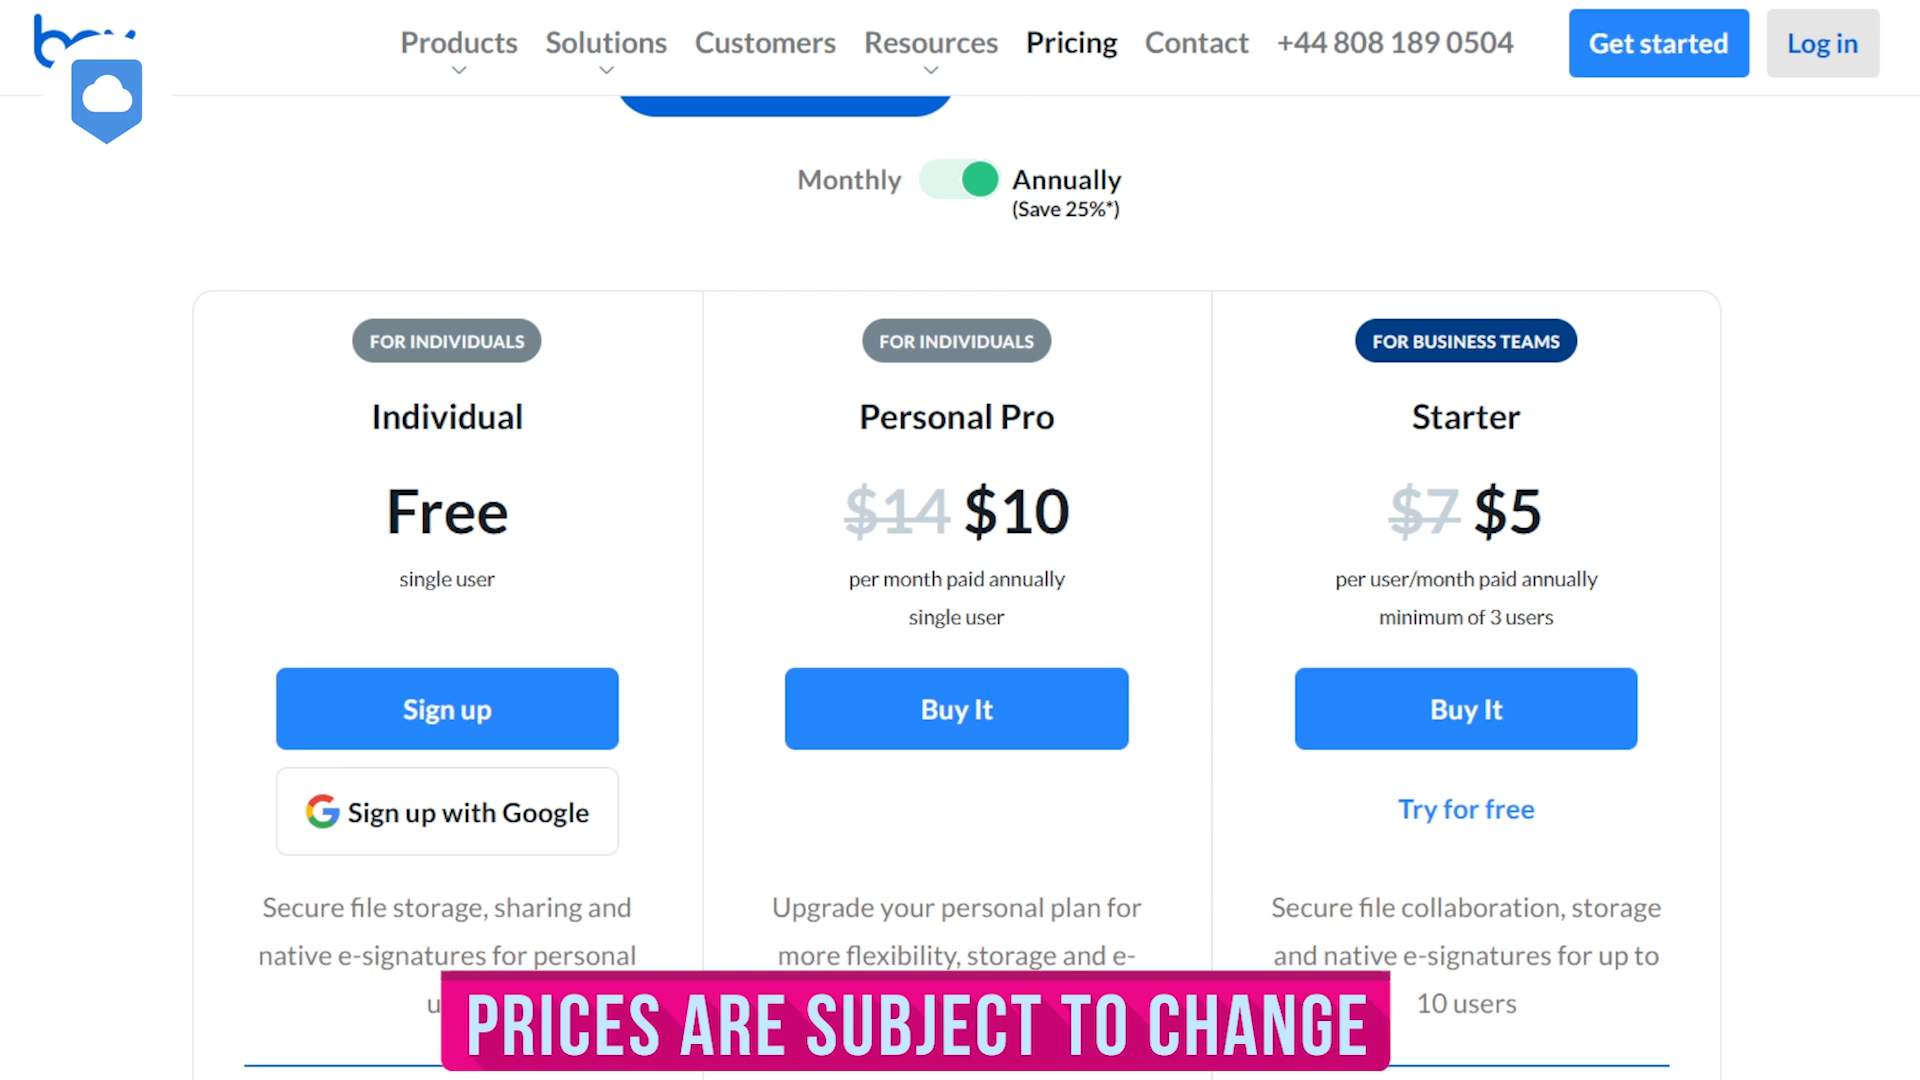 Products Solutions Customers Resources Pricing Contact +44 808 189 0504 Get started Log in
Monthly Annually
(Save 25%*)
FOR INDIVIDUALS
Individual
Free
single user
Sign up
Sign up with Google
Secure file storage, sharing and
native e-signatures for personal
FOR INDIVIDUALS
Personal Pro
$14 $10
per month paid annually
single user
Buy It
Upgrade your personal plan for
more flexibility, storage and e-
FOR BUSINESS TEAMS
Starter
$7 $5
per user/month paid annually
minimum of 3 users
Buy It
Try for free
Secure file collaboration, storage
and native e-signatures for up to
10 users
PRICES ARE SUBJECT TO CHANGE